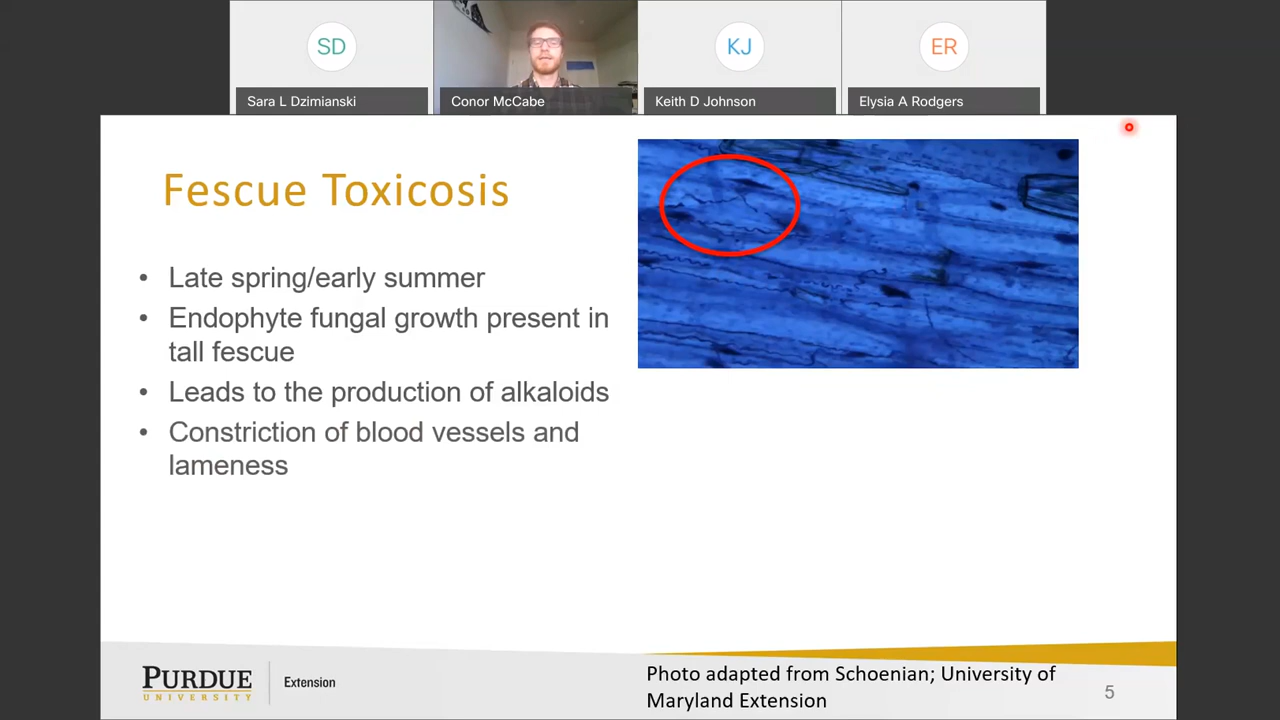 SD
KJ
ER
Sara L Dzimianski
Conor McCabe
Keith D Johnson
Elysia A Rodgers
Fescue Toxicosis
• Late spring/early summer
• Endophyte fungal growth present in
tall fescue
• Leads to the production of alkaloids
• Constriction of blood vessels and
lameness
PURDUE
UNIVERSITY
Extension
Photo adapted from Schoenian; University of
Maryland Extension
5